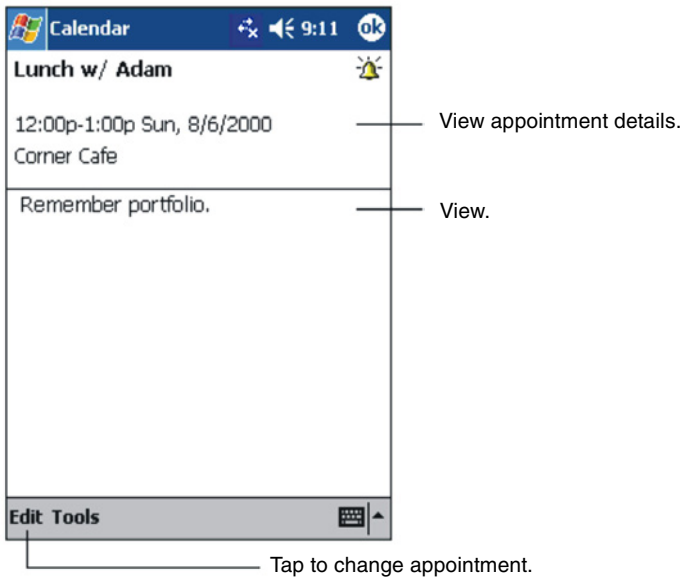 Calendar 9:11 ok
Lunch w/ Adam
12:00p-1:00p Sun, 8/6/2000
View appointment details.
Corner Cafe
Remember portfolio.
View.
Edit Tools
Tap to change appointment.